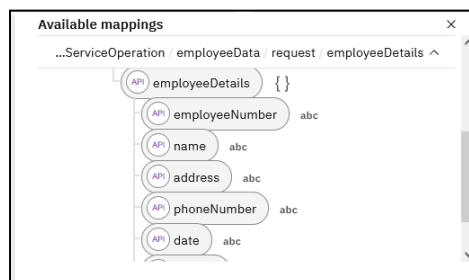 Available mappings ×
...ServiceOperation / employeeData / request / employeeDetails
API employeeDetails { }
API employeeNumber abc
API name abc
API address abc
API phoneNumber abc
API date abc